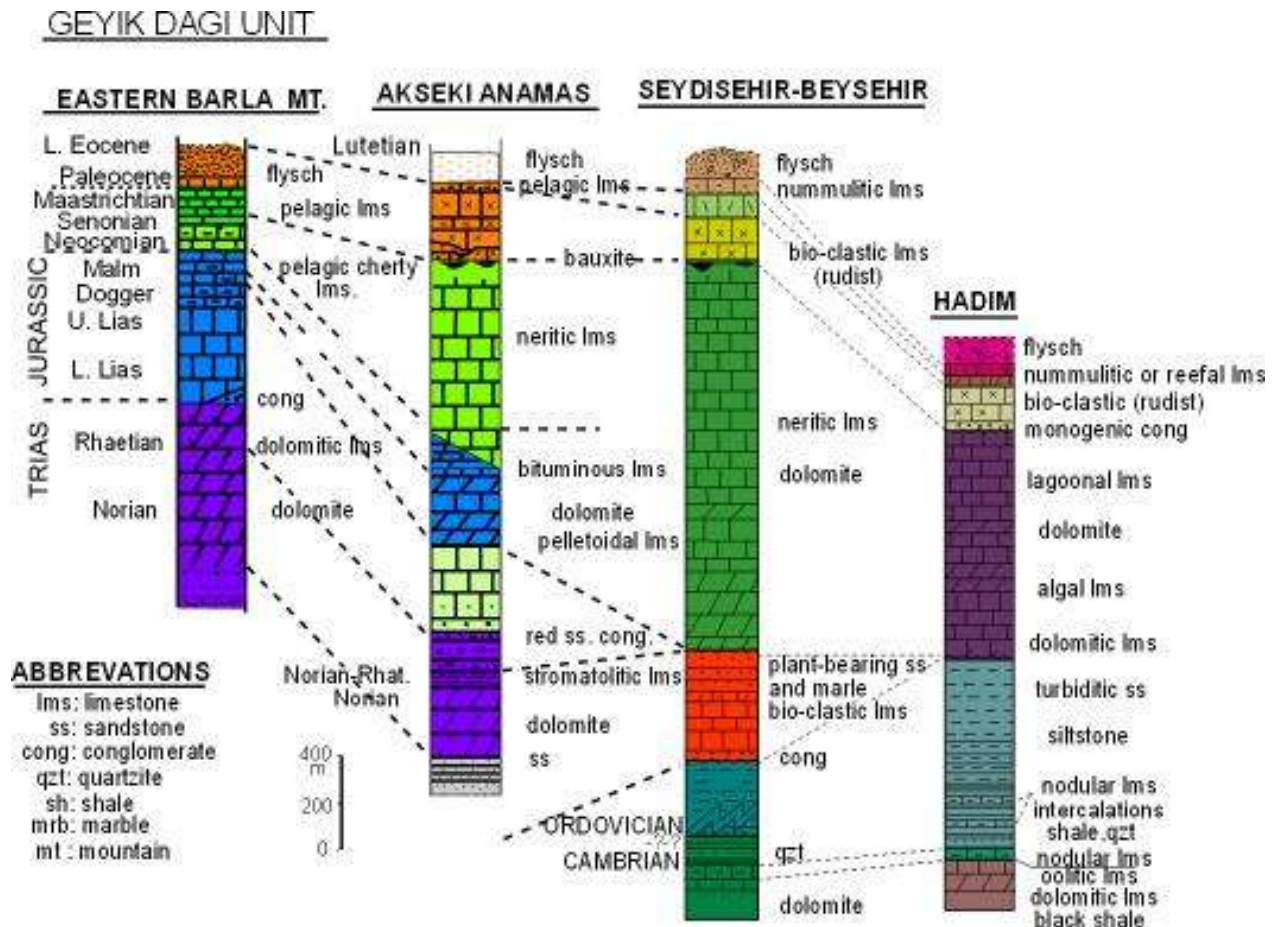 GEYIK DAGI UNIT
EASTERN BARLA MT.
L. Eocene
Paleocene
Maastrichtian
Senonian
Neocomian
Malm
Dogger
U. Lias
L. Lias
Rhaetian
Norian
JURASSIC
TRIAS
flysch
pelagic lms
pelagic cherty
lms.
cong
dolomitic lms
dolomite
AKSEKI ANAMAS
Lutetian
flysch
pelagic lms
bauxite
neritic lms
bituminous lms
dolomite
pelletoidal lms
red ss. cong.
stromatolitic lms
dolomite
ss
Norian-Rhat.
Norian
SEYDISEHIR-BEYSEHIR
flysch
nummulitic lms
bio-clastic lms
(rudist)
neritic lms
dolomite
plant-bearing ss
and marle
bio-clastic lms
cong
ORDOVICIAN
CAMBRIAN
qzt
dolomite
HADIM
flysch
nummulitic or reefal lms
bio-clastic (rudist)
monogenic cong
lagoonal lms
dolomite
algal lms
dolomitic lms
turbiditic ss
siltstone
nodular lms
intercalations
shale,qzt
nodular lms
oolitic lms
dolomitic lms
black shale
ABBREVATIONS
lms: limestone
ss: sandstone
cong: conglomerate
qzt: quartzite
sh: shale
mrb: marble
mt : mountain
400
m
200
0